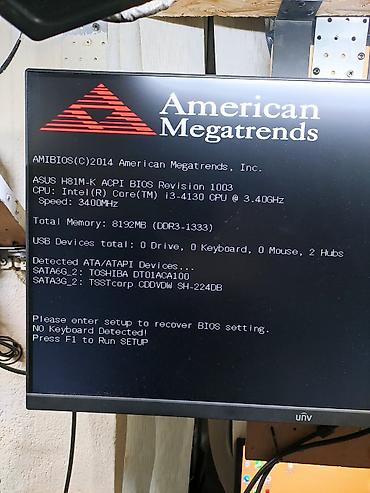 American
Megatrends
AMIBIOS(C)2014 American Megatrends, Inc.
ASUS H81M-K ACPI BIOS Revision 1003
CPU: Intel(R) Core(TM) i3-4130 CPU @ 3.40GHz
Speed: 3400MHz
Total Memory: 8192MB (DDR3-1333)
USB Devices total: 0 Drive, 0 Keyboard, 0 Mouse, 2 Hubs
Detected ATA/ATAPI Devices...
SATA6G_2: TOSHIBA DT01ACA100
SATA3G_2: TSSTcorp CDDVDW SH-224DB
Please enter setup to recover BIOS setting.
NO Keyboard Detected!
Press F1 to Run SETUP
unv